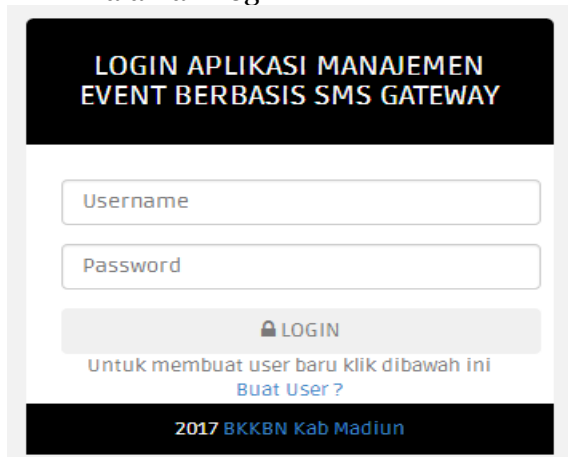 LOGIN APLIKASI MANAJEMEN
EVENT BERBASIS SMS GATEWAY
Username
Password
LOGIN
Untuk membuat user baru klik dibawah ini
Buat User ?
2017 BKKBN Kab Madiun